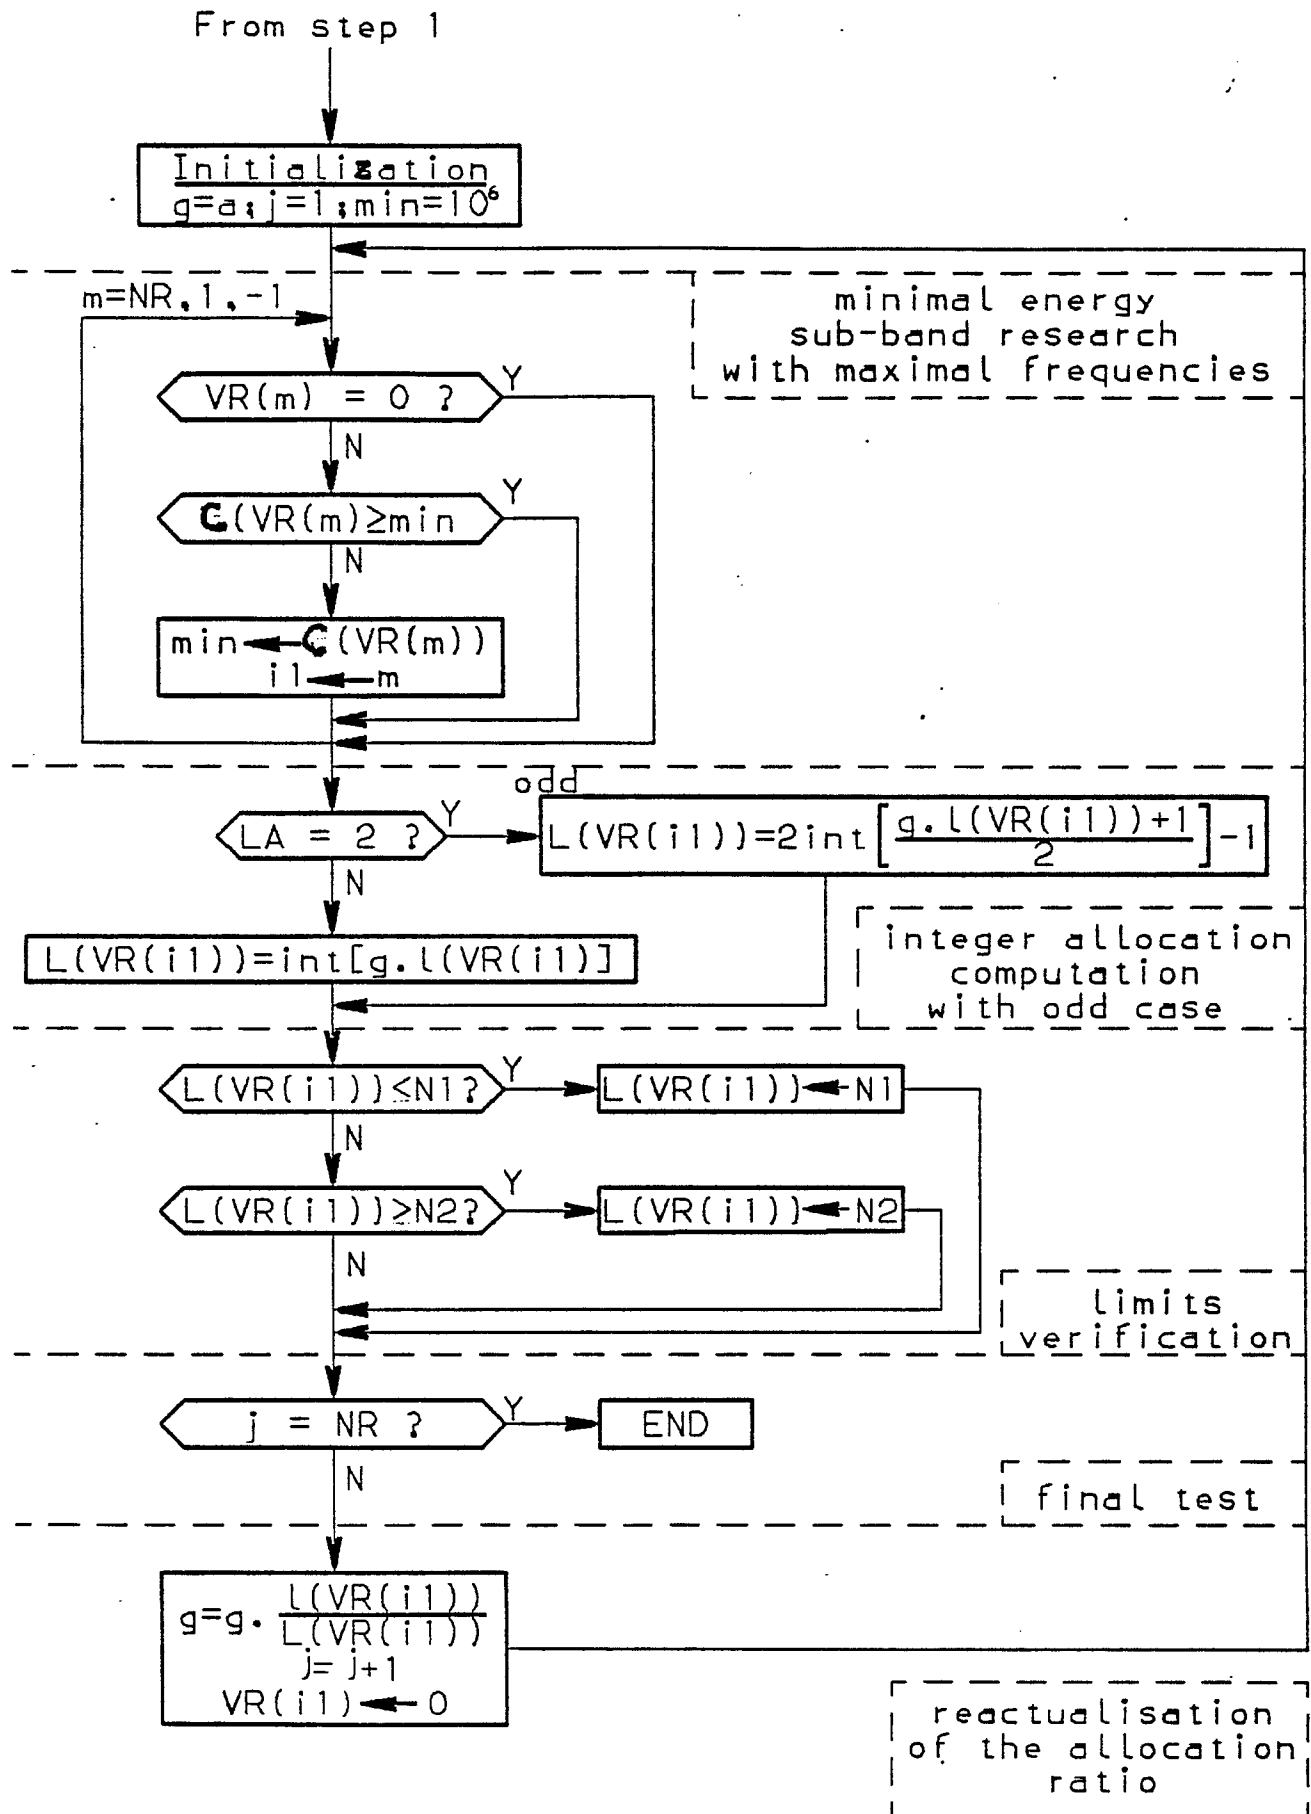 From step 1
Initialization
g=a;j=1;min=10⁶
m=NR,1,-1
minimal energy
sub-band research
with maximal frequencies
VR(m) = 0 ?
Y
N
C(VR(m)≥min
Y
N
min←C(VR(m))
i1←m
odd
LA = 2 ?
Y
L(VR(i1))=2int[g.l(VR(i1))+1/2]-1
N
L(VR(i1))=int[g.l(VR(i1)]
integer allocation
computation
with odd case
L(VR(i1))≤N1?
Y
L(VR(i1))←N1
N
L(VR(i1))≥N2?
Y
L(VR(i1))←N2
N
limits
verification
j = NR ?
Y
END
N
final test
g=g. l(VR(i1))/L(VR(i1))
j=j+1
VR(i1)←0
reactualisation
of the allocation
ratio